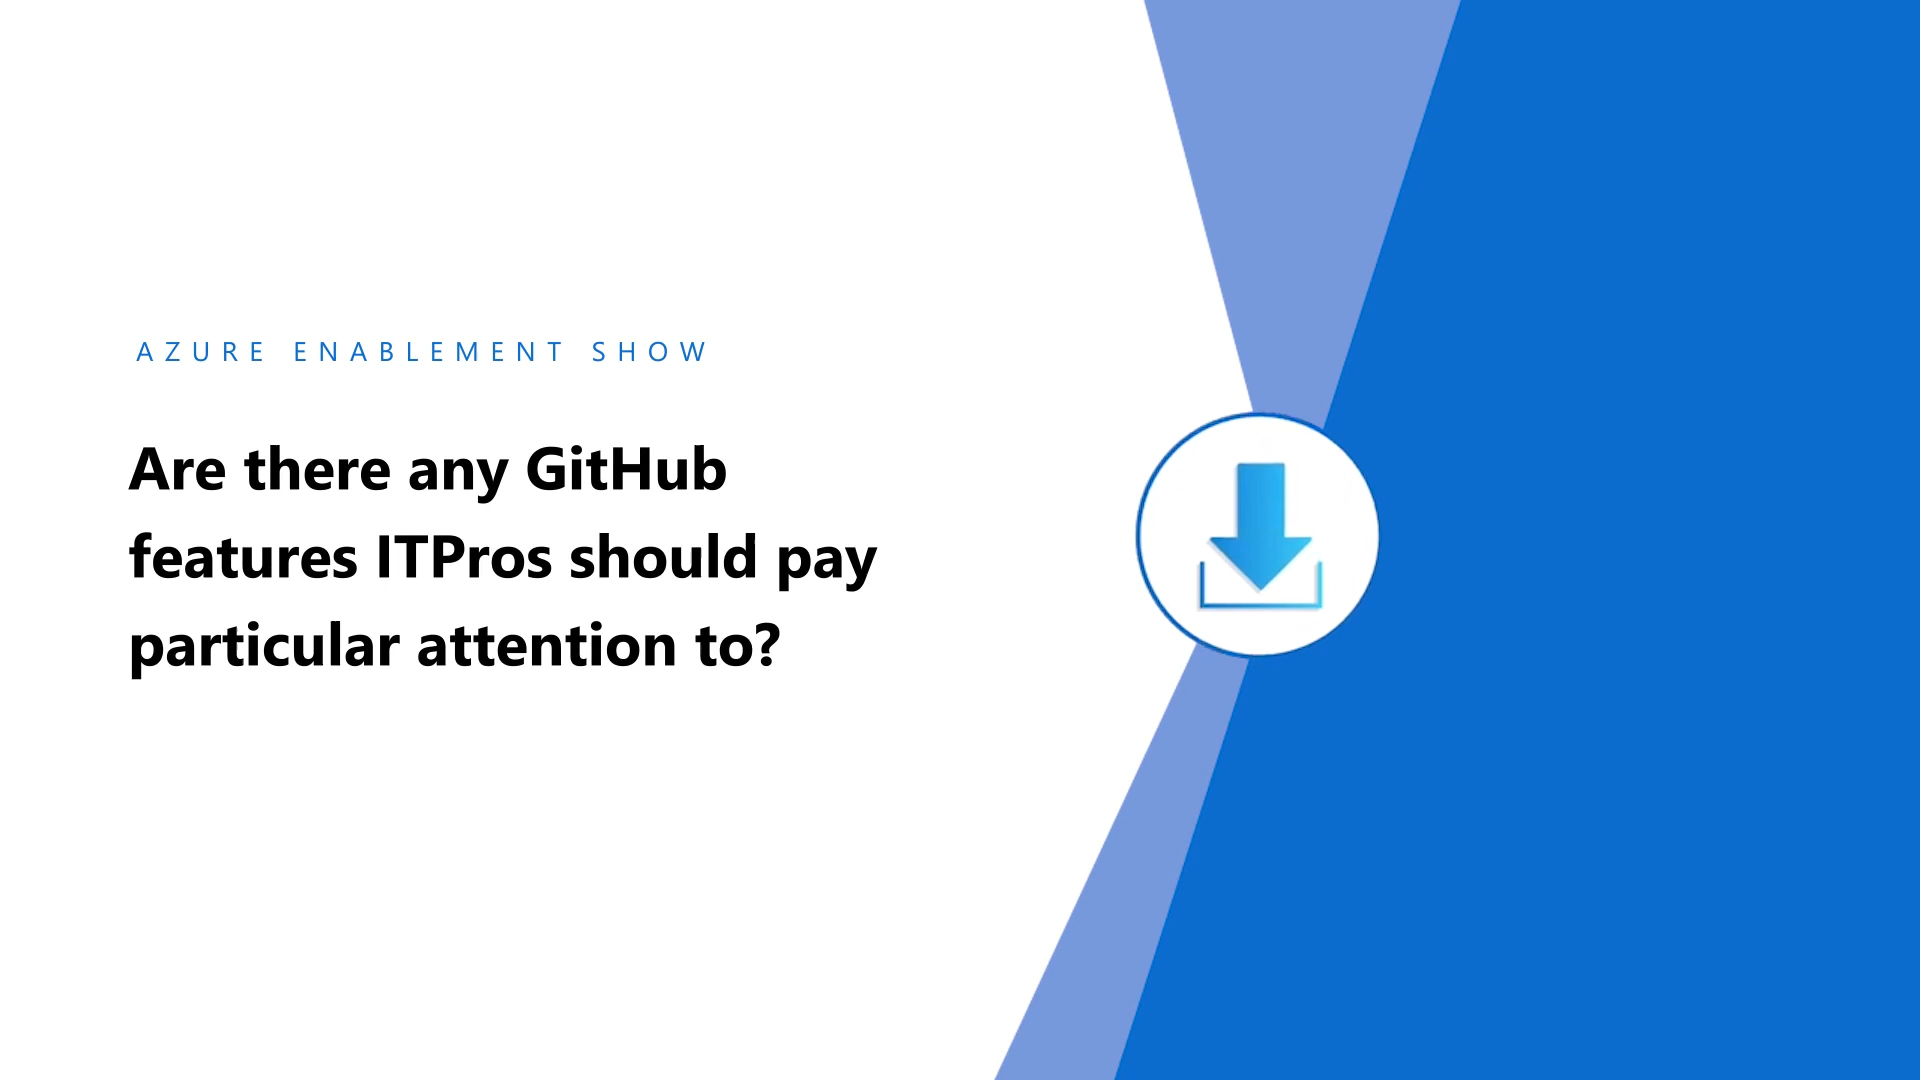 AZURE ENABLEMENT SHOW
Are there any GitHub
features ITPros should pay
particular attention to?